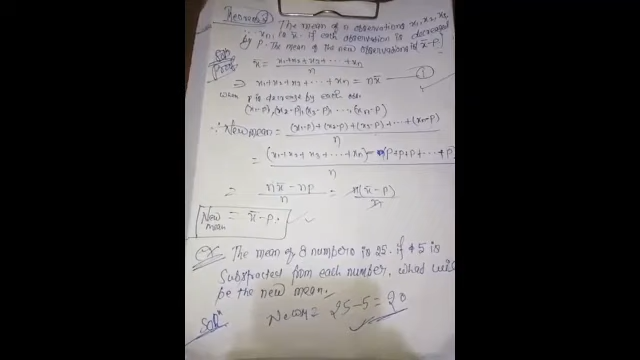 Theorem 2 The mean of n observations x₁, x₂, x₃
... xₙ is x̄. if each observation is decreased
by P. The mean of the new observations is x̄-p
Proof x̄ = (x₁+x₂+x₃+ ... +xₙ)/n
⇒ x₁+x₂+x₃+ ... +xₙ = nx̄ — ①
when p is decrease by each obs.
(x₁-p), (x₂-p), (x₃-p), ..., (xₙ-p)
∴ New mean = ((x₁-p)+(x₂-p)+(x₃-p)+ ... +(xₙ-p))/n
= ((x₁+x₂+x₃+ ... +xₙ) - (p+p+p+ ... +p))/n
= (nx̄-np)/n = n(x̄-p)/n
New mean = x̄-p.
Ex The mean of 8 numbers is 25. if 5 is
Subtracted from each number, what will
be the new mean.
Solⁿ New = 25-5 = 20